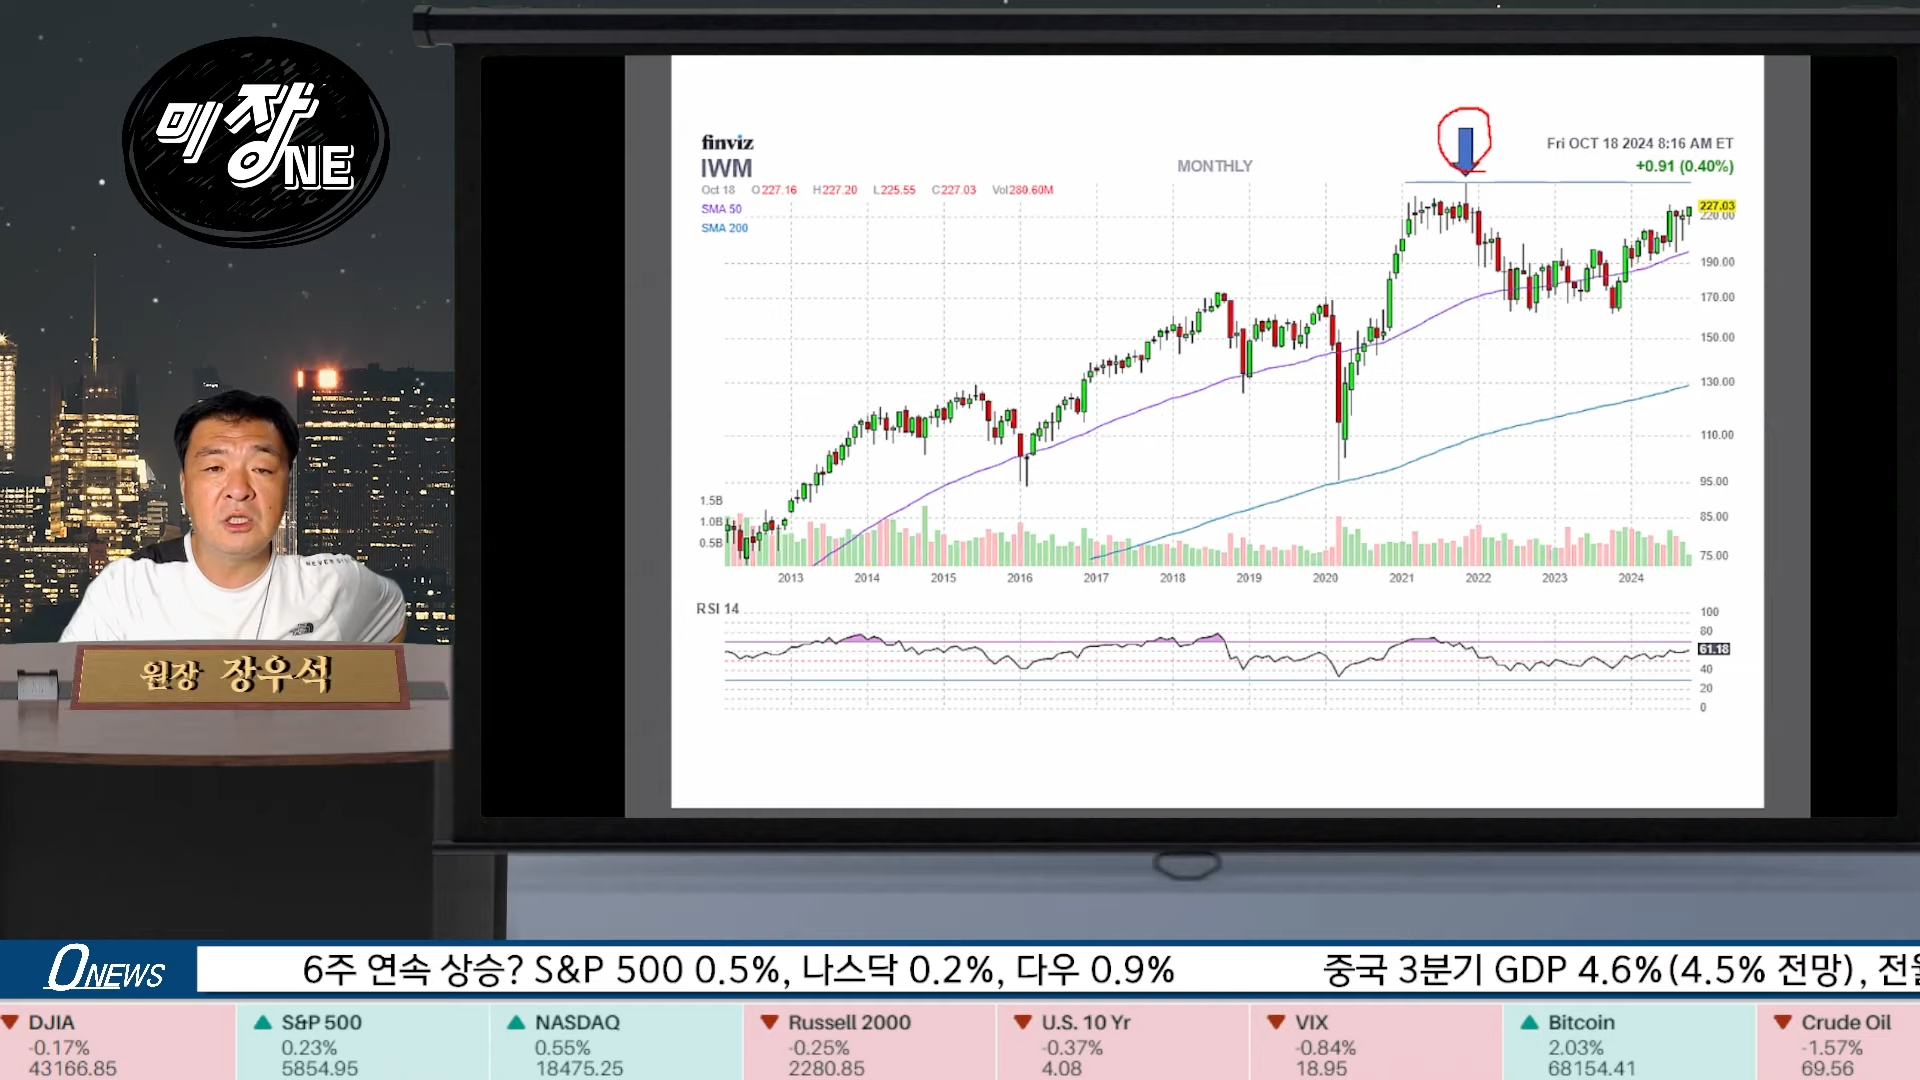 미장ONE
finviz
IWM
MONTHLY
Fri OCT 18 2024 8:16 AM ET
+0.91 (0.40%)
Oct 18 O227.16 H227.20 L225.55 C227.03 Vol280.60M
SMA 50
SMA 200
227.03
220.00
190.00
170.00
150.00
130.00
110.00
95.00
85.00
75.00
1.5B
1.0B
0.5B
2013 2014 2015 2016 2017 2018 2019 2020 2021 2022 2023 2024
RSI 14
100
80
61.18
40
20
0
원장 장우석
ONEWS
6주 연속 상승? S&P 500 0.5%, 나스닥 0.2%, 다우 0.9% 중국 3분기 GDP 4.6%(4.5% 전망),
DJIA S&P 500 NASDAQ Russell 2000 U.S. 10 Yr VIX Bitcoin Crude Oil
-0.17% 0.23% 0.55% -0.25% -0.37% -0.84% 2.03% -1.57%
43166.85 5854.95 18475.25 2280.85 4.08 18.95 68154.41 69.56